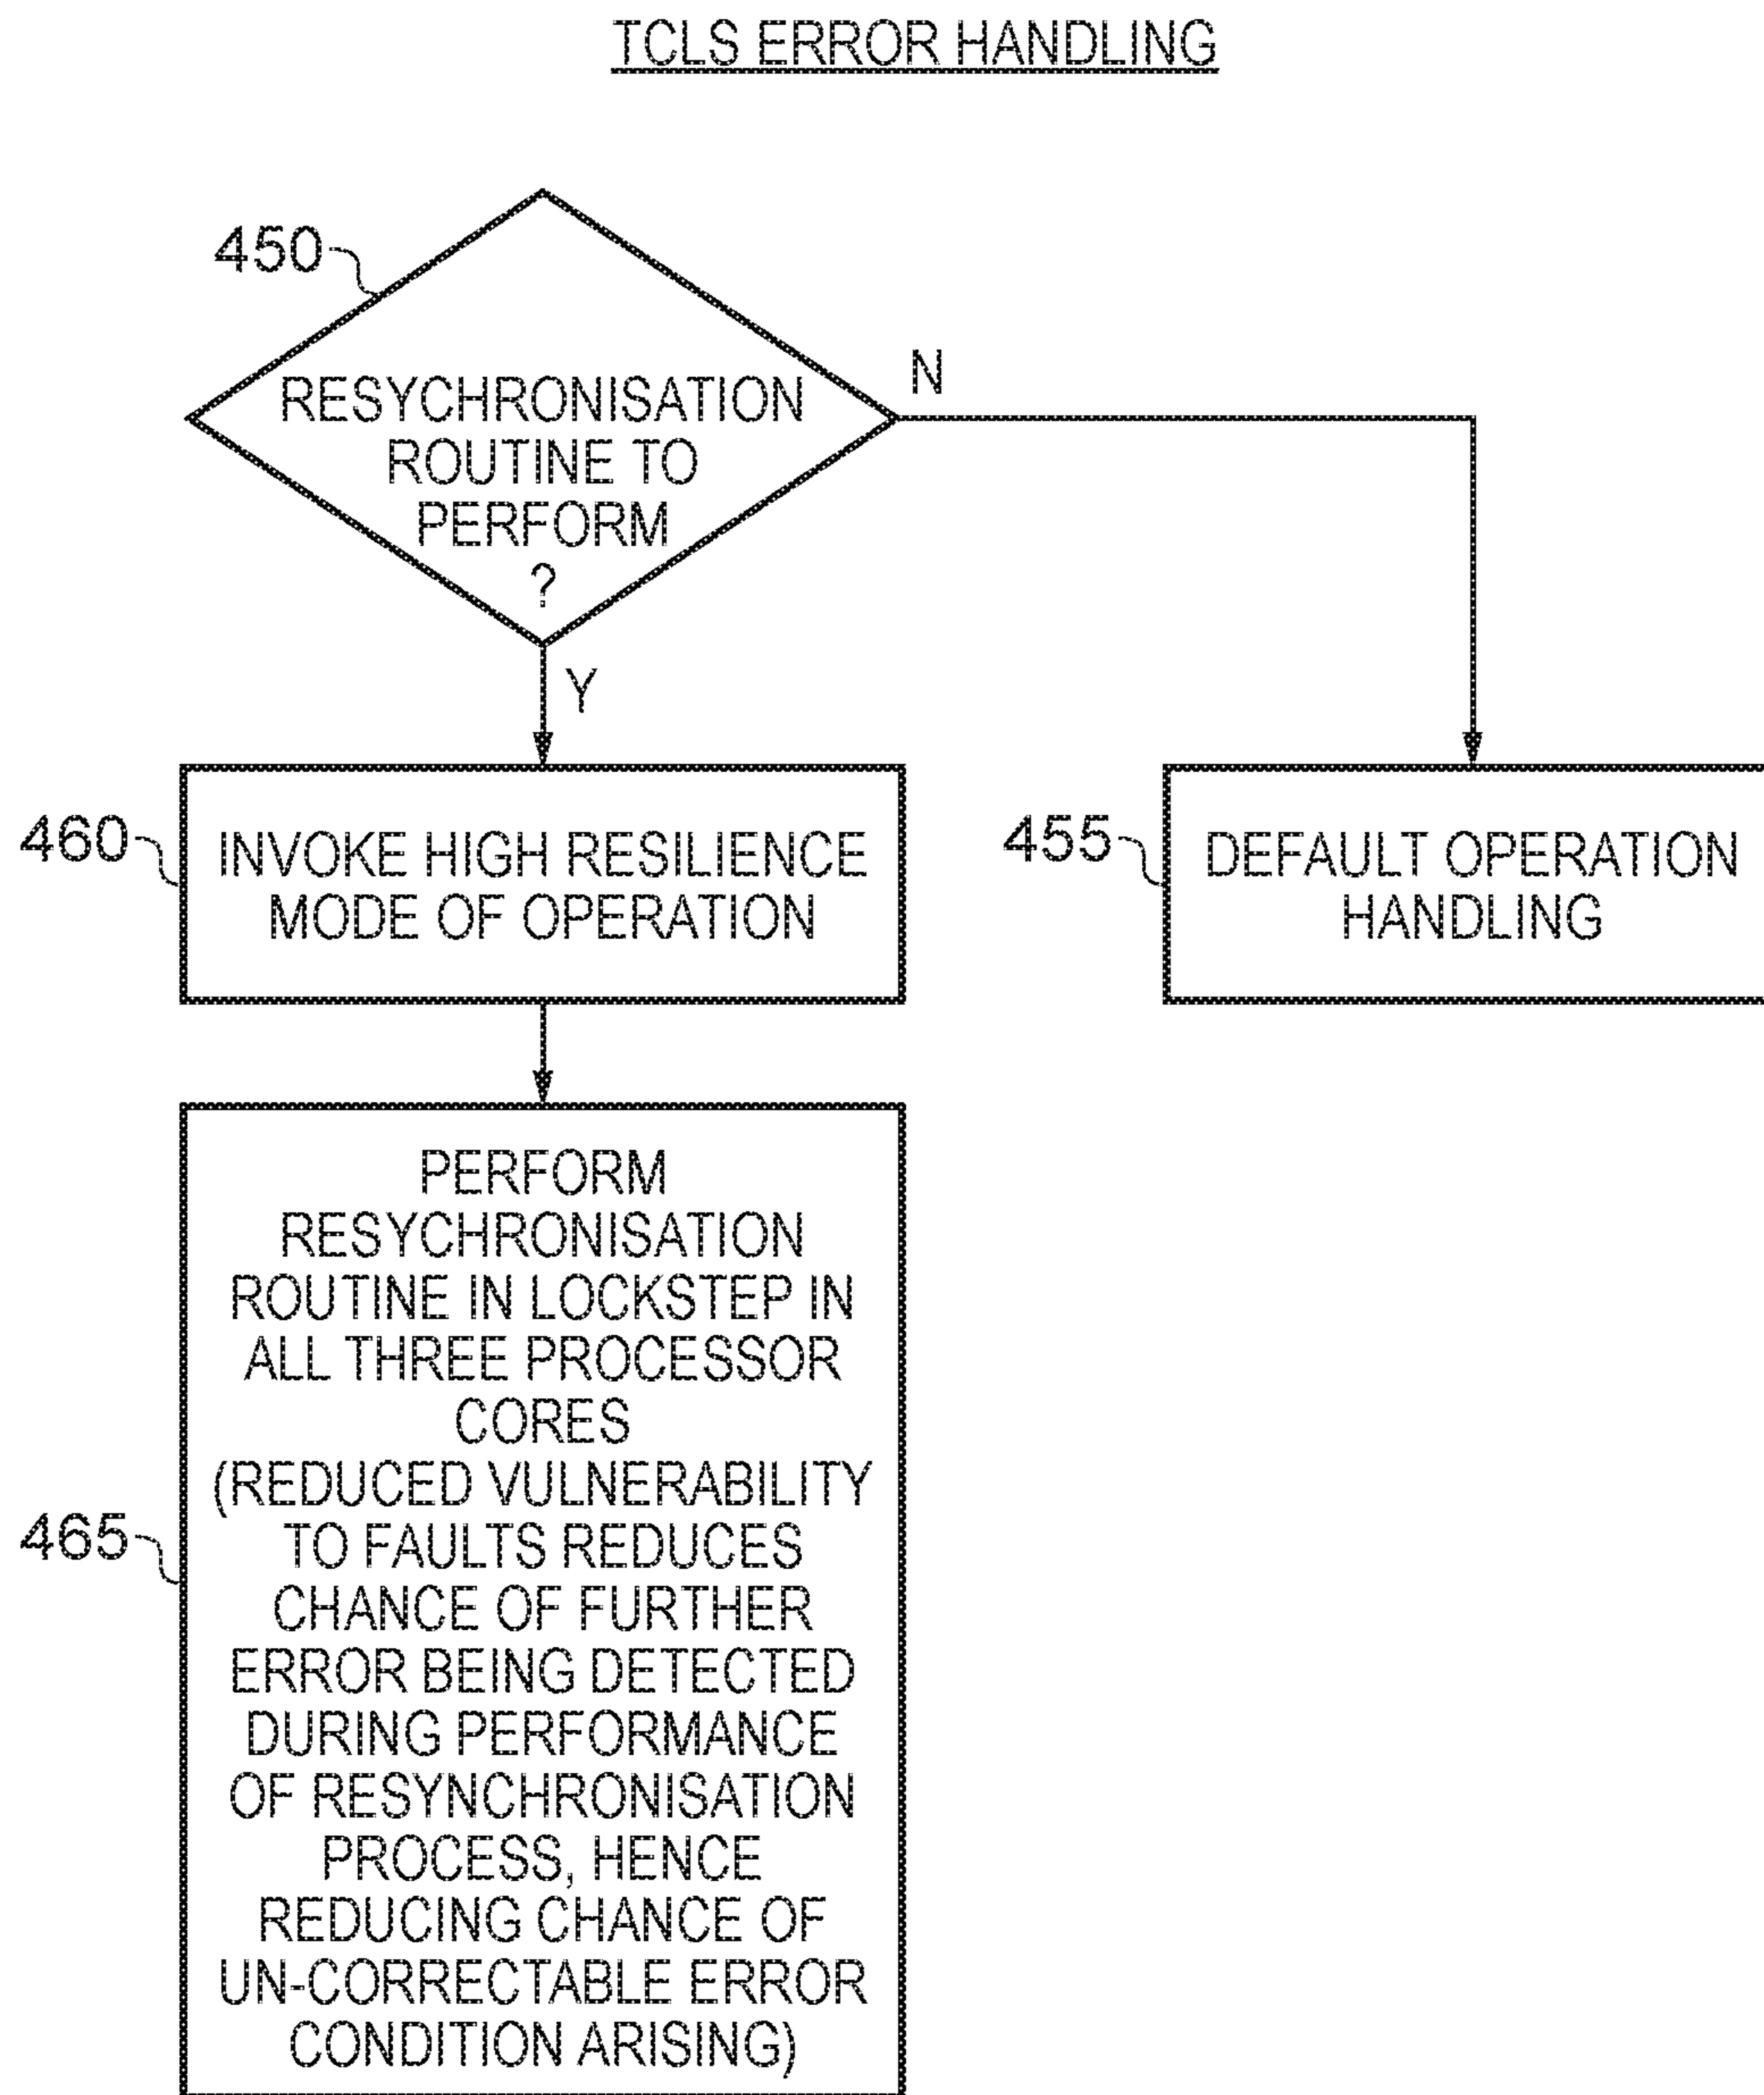 TCLS ERROR HANDLING
450
RESYCHRONISATION
ROUTINE TO
PERFORM
?
N
Y
460
INVOKE HIGH RESILIENCE
MODE OF OPERATION
455
DEFAULT OPERATION
HANDLING
465
PERFORM
RESYCHRONISATION
ROUTINE IN LOCKSTEP IN
ALL THREE PROCESSOR
CORES
(REDUCED VULNERABILITY
TO FAULTS REDUCES
CHANCE OF FURTHER
ERROR BEING DETECTED
DURING PERFORMANCE
OF RESYNCHRONISATION
PROCESS, HENCE
REDUCING CHANCE OF
UN-CORRECTABLE ERROR
CONDITION ARISING)